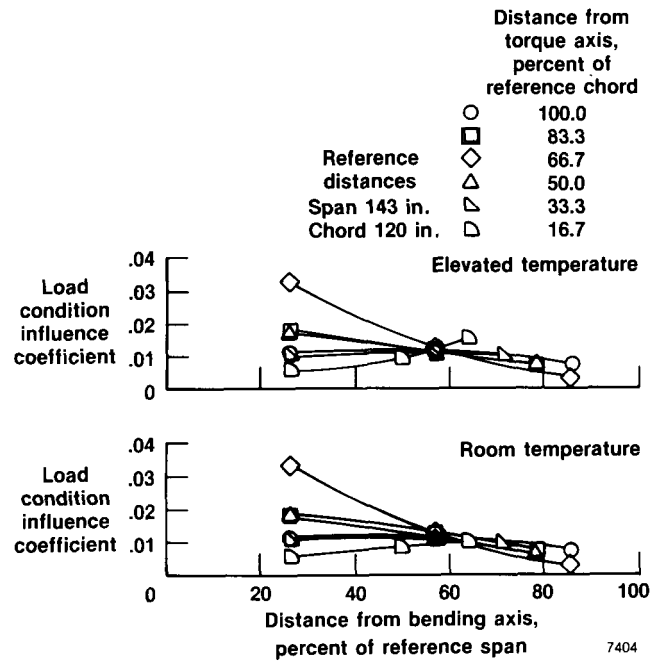 Distance from
torque axis,
percent of
reference chord
100.0
83.3
Reference 66.7
distances 50.0
Span 143 in. 33.3
Chord 120 in. 16.7
Elevated temperature
Load
condition
influence
coefficient
.04
.03
.02
.01
0
Room temperature
Load
condition
influence
coefficient
.04
.03
.02
.01
0 20 40 60 80 100
Distance from bending axis,
percent of reference span
7404